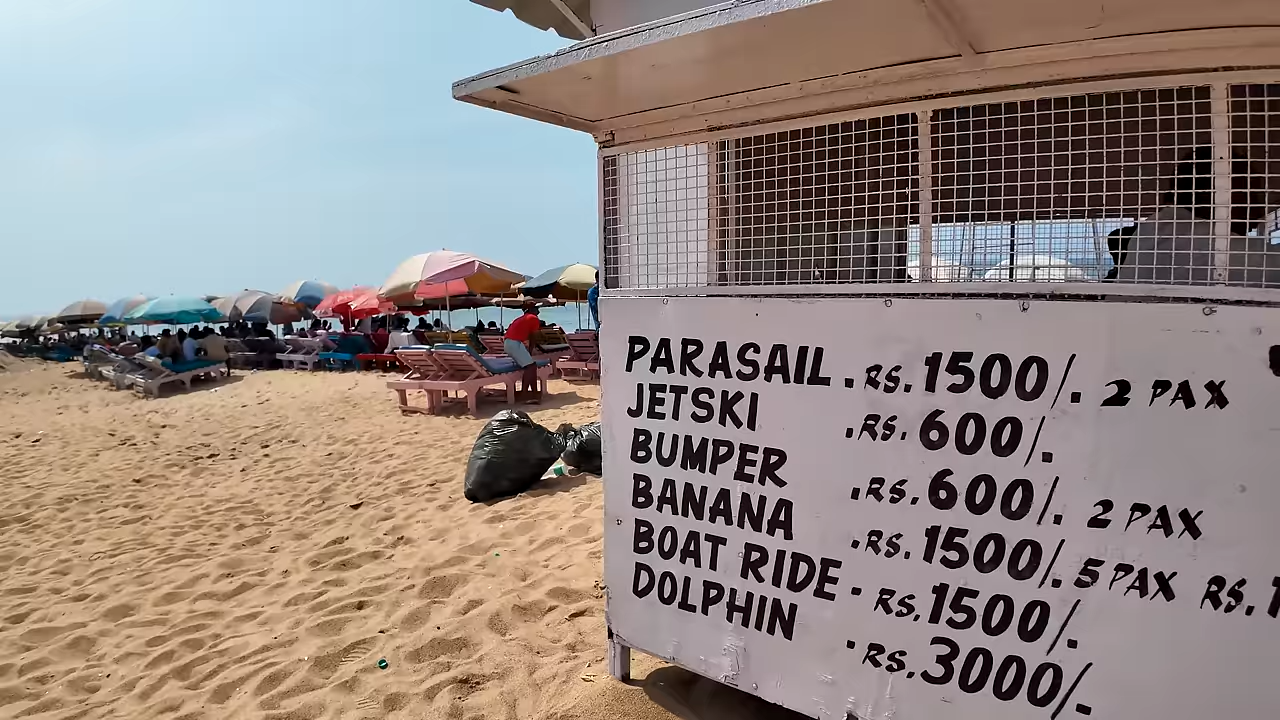 PARASAIL . RS. 1500/. 2 PAX
JETSKI . RS. 600/.
BUMPER . RS. 600/. 2 PAX
BANANA . RS. 1500/. 5 PAX RS.
BOAT RIDE - RS. 1500/.
DOLPHIN . RS. 3000/.